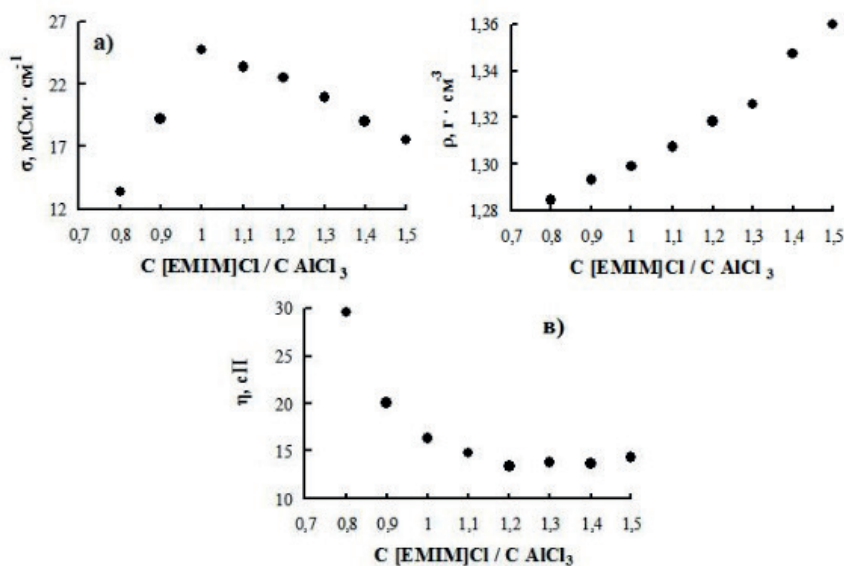 а)
27
22
17
12
σ, мСм · см-1
0,7 0,8 0,9 1 1,1 1,2 1,3 1,4 1,5
C [EMIM]Cl / C AlCl3
1,36
1,34
1,32
1,30
1,28
ρ, г · см-3
0,7 0,8 0,9 1 1,1 1,2 1,3 1,4 1,5
C [EMIM]Cl / C AlCl3
в)
30
25
20
15
10
η, сП
0,7 0,8 0,9 1 1,1 1,2 1,3 1,4 1,5
C [EMIM]Cl / C AlCl3